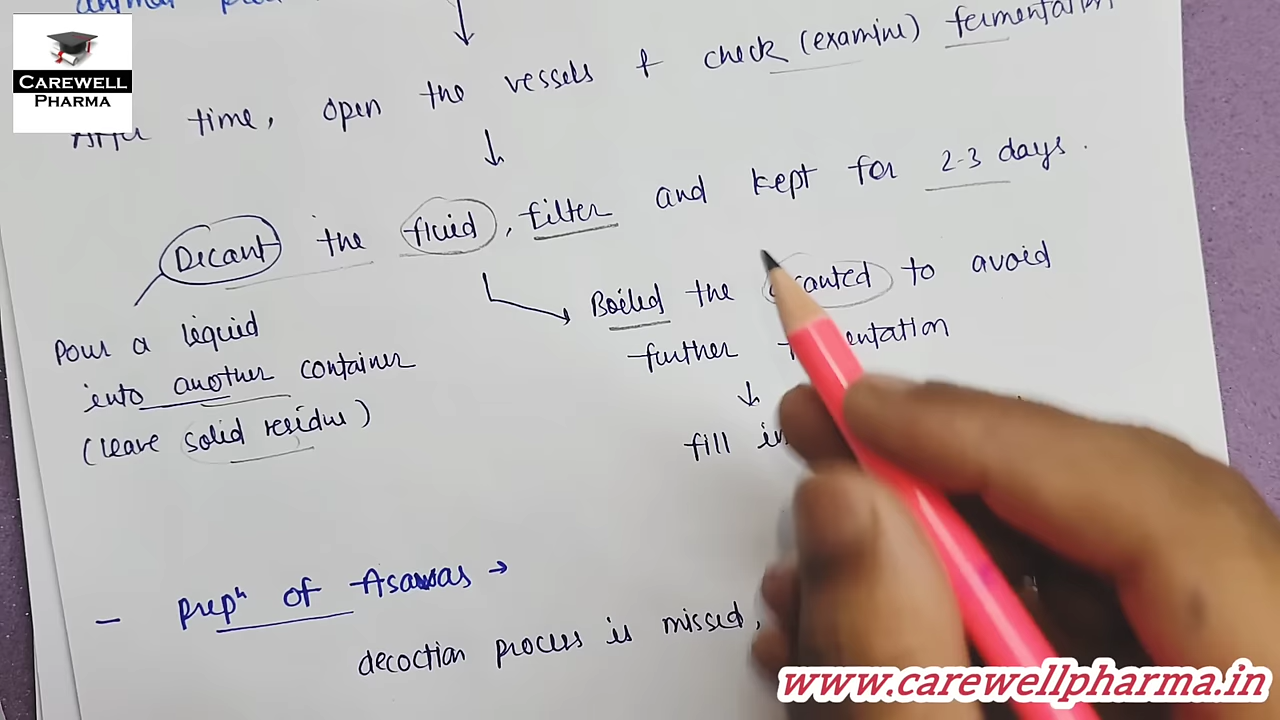 CAREWELL
PHARMA
check (examine) fermentation
After time, open the vessels &
Decant the fluid, filter and kept for 2-3 days.
Pour a liquid
into another container
(leave solid residue)
Boiled the to avoid
further
fill in
- Prepⁿ of Asavas →
decoction process is missed,
www.carewellpharma.in